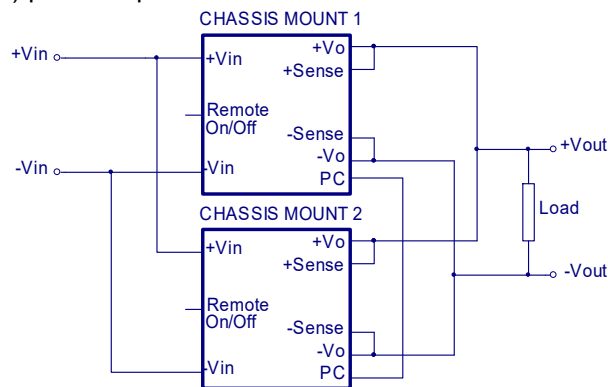 CHASSIS MOUNT 1
+Vin
+Vin
+Vo
+Sense
Remote
On/Off
-Sense
-Vin
-Vin
-Vo
PC
+Vout
Load
-Vout
CHASSIS MOUNT 2
+Vin
+Vo
+Sense
Remote
On/Off
-Sense
-Vo
-Vin
PC